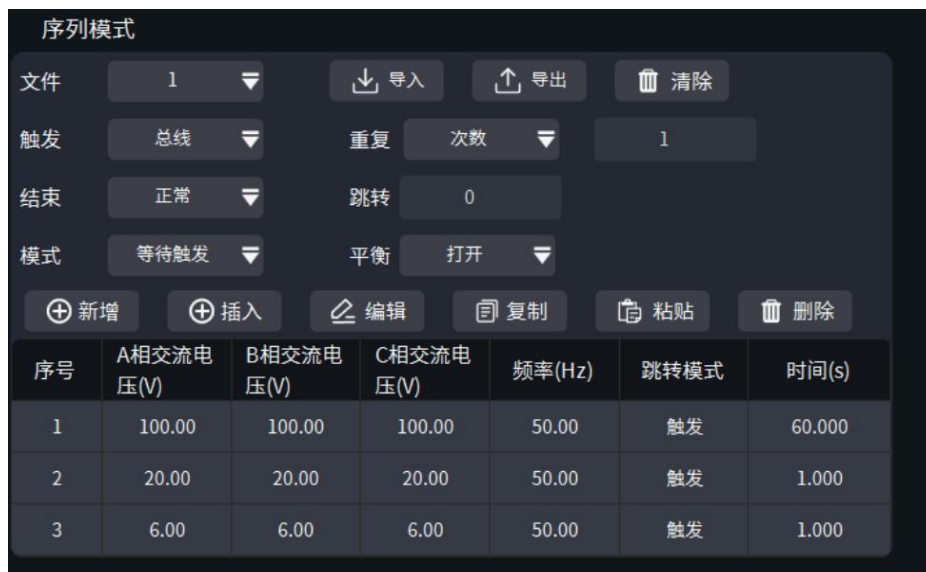 序列模式
文件 1 导入 导出 清除
触发 总线 重复 次数 1
结束 正常 跳转 0
模式 等待触发 平衡 打开
新增 插入 编辑 复制 粘贴 删除
序号 A相交流电压(V) B相交流电压(V) C相交流电压(V) 频率(Hz) 跳转模式 时间(s)
1 100.00 100.00 100.00 50.00 触发 60.000
2 20.00 20.00 20.00 50.00 触发 1.000
3 6.00 6.00 6.00 50.00 触发 1.000